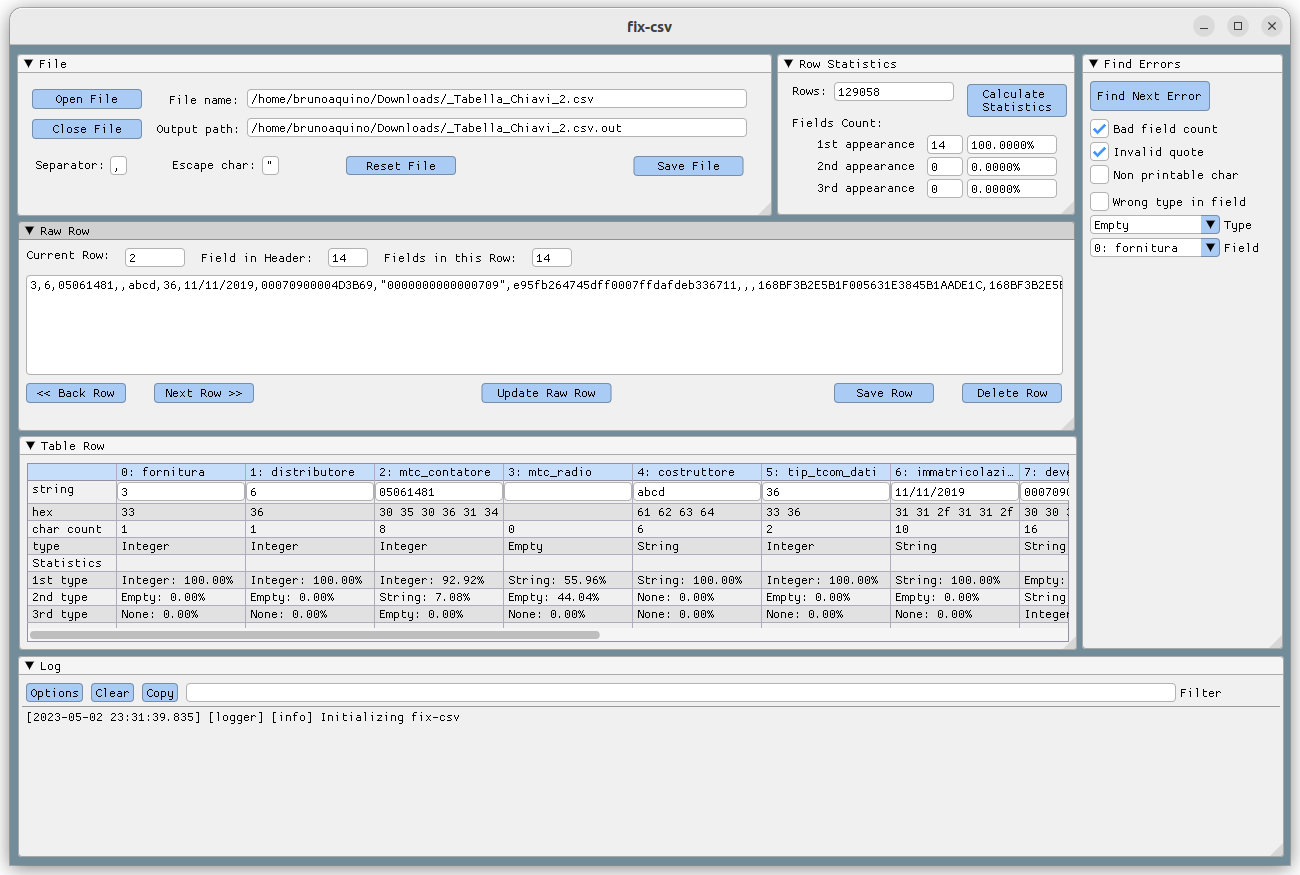 fix-csv
File
Open File File name: /home/brunoaquino/Downloads/_Tabella_Chiavi_2.csv
Close File Output path: /home/brunoaquino/Downloads/_Tabella_Chiavi_2.csv.out
Separator: , Escape char: " Reset File Save File
Row Statistics
Rows: 129058 Calculate Statistics
Fields Count:
1st appearance 14 100.0000%
2nd appearance 0 0.0000%
3rd appearance 0 0.0000%
Find Errors
Find Next Error
Bad field count
Invalid quote
Non printable char
Wrong type in field
Empty Type
0: fornitura Field
Raw Row
Current Row: 2 Field in Header: 14 Fields in this Row: 14
3,6,05061481,,abcd,36,11/11/2019,00070900004D3B69,"0000000000000709",e95fb264745dff0007ffdafdeb336711,,,168BF3B2E5B1F005631E3845B1AADE1C,168BF3B2E5E
<< Back Row Next Row >> Update Raw Row Save Row Delete Row
Table Row
0: fornitura 1: distributore 2: mtc_contatore 3: mtc_radio 4: costruttore 5: tip_tcom_dati 6: immatricolazi… 7: deve
string 3 6 05061481 abcd 36 11/11/2019 0007090
hex 33 36 30 35 30 36 31 34 61 62 63 64 33 36 31 31 2f 31 31 2f 30 30 3
char count 1 1 8 0 6 2 10 16
type Integer Integer Integer Empty String Integer String String
Statistics
1st type Integer: 100.00% Integer: 100.00% Integer: 92.92% String: 55.96% String: 100.00% Integer: 100.00% String: 100.00% Empty:
2nd type Empty: 0.00% Empty: 0.00% String: 7.08% Empty: 44.04% None: 0.00% Empty: 0.00% Empty: 0.00% String
3rd type None: 0.00% None: 0.00% Empty: 0.00% None: 0.00% None: 0.00% None: 0.00% None: 0.00% Integer
Log
Options Clear Copy Filter
[2023-05-02 23:31:39.835] [logger] [info] Initializing fix-csv